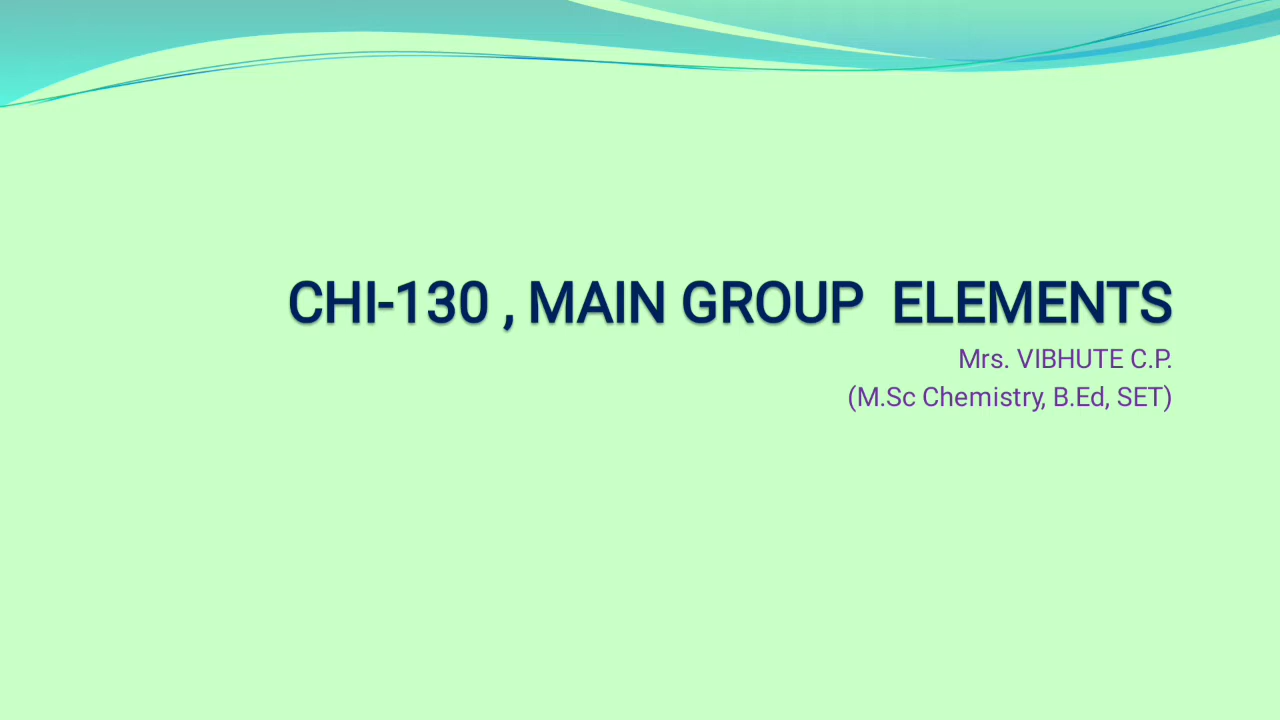 CHI-130 , MAIN GROUP  ELEMENTS
Mrs. VIBHUTE C.P.
(M.Sc Chemistry, B.Ed, SET)